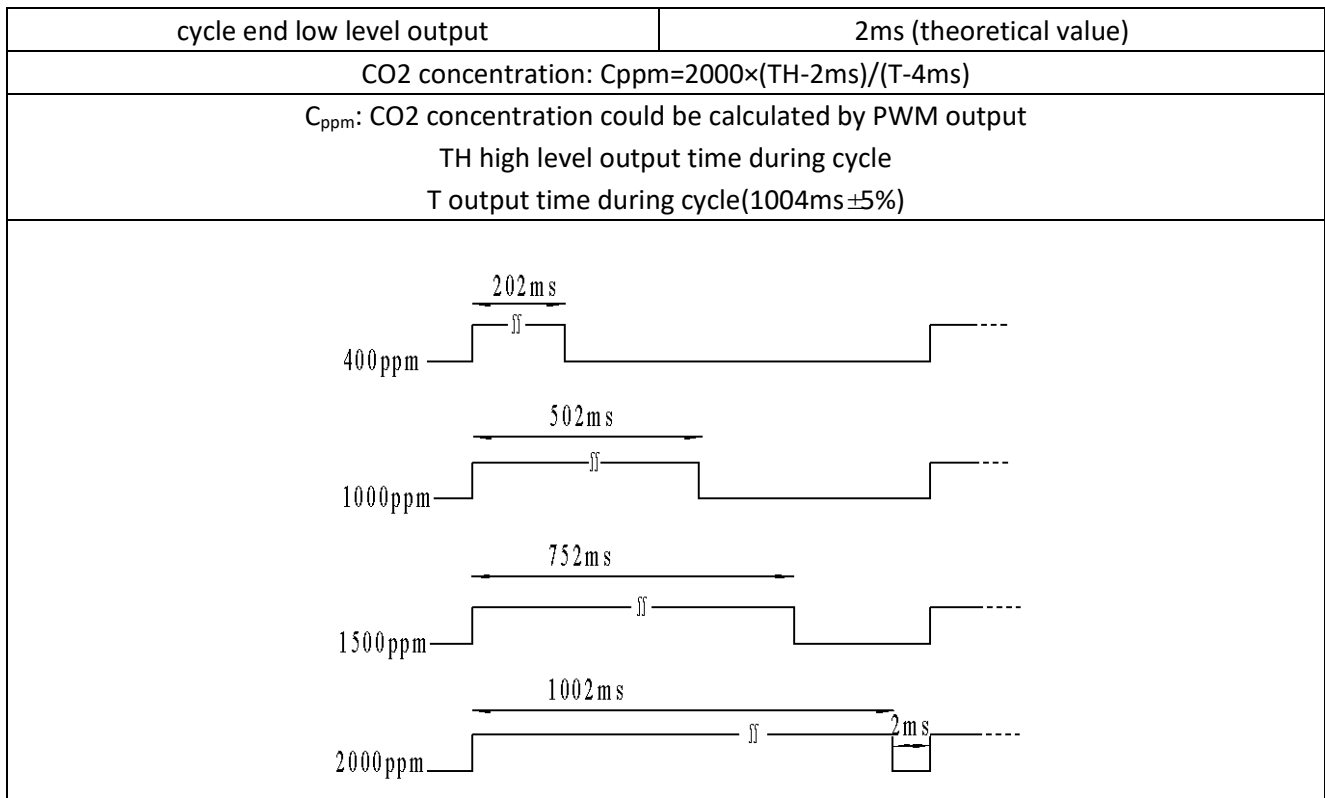 cycle end low level output 2ms (theoretical value)
CO2 concentration: Cppm=2000×(TH-2ms)/(T-4ms)
Cppm: CO2 concentration could be calculated by PWM output
TH high level output time during cycle
T output time during cycle(1004ms±5%)
202ms
400ppm
502ms
1000ppm
752ms
1500ppm
1002ms
2ms
2000ppm